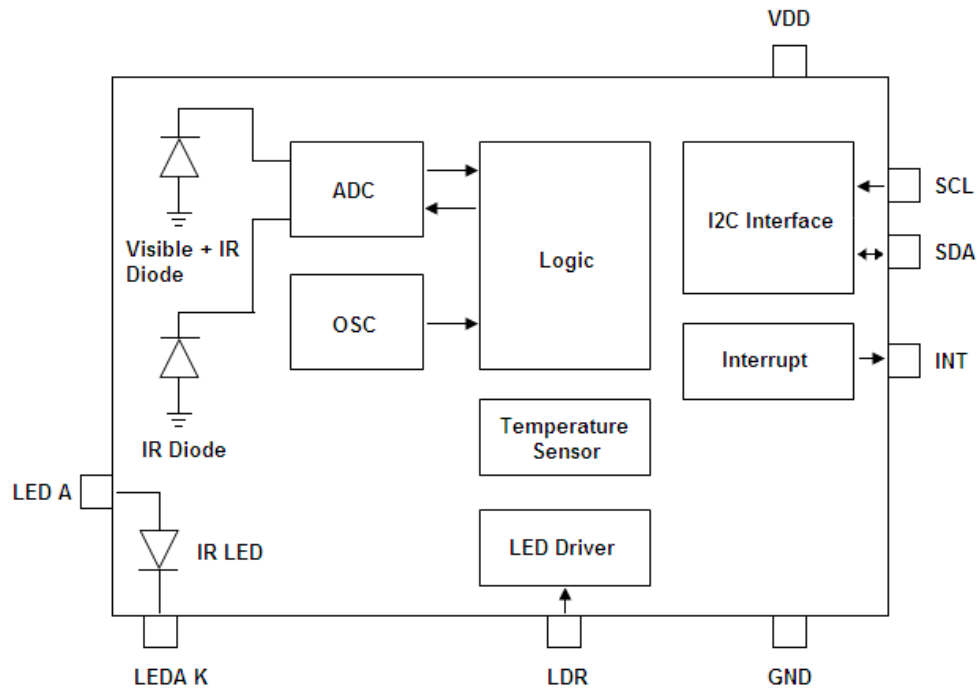 VDD
ADC
Visible + IR
Diode
Logic
I2C Interface
SCL
SDA
OSC
Interrupt
INT
IR Diode
Temperature
Sensor
LED A
IR LED
LED Driver
LEDA K
LDR
GND